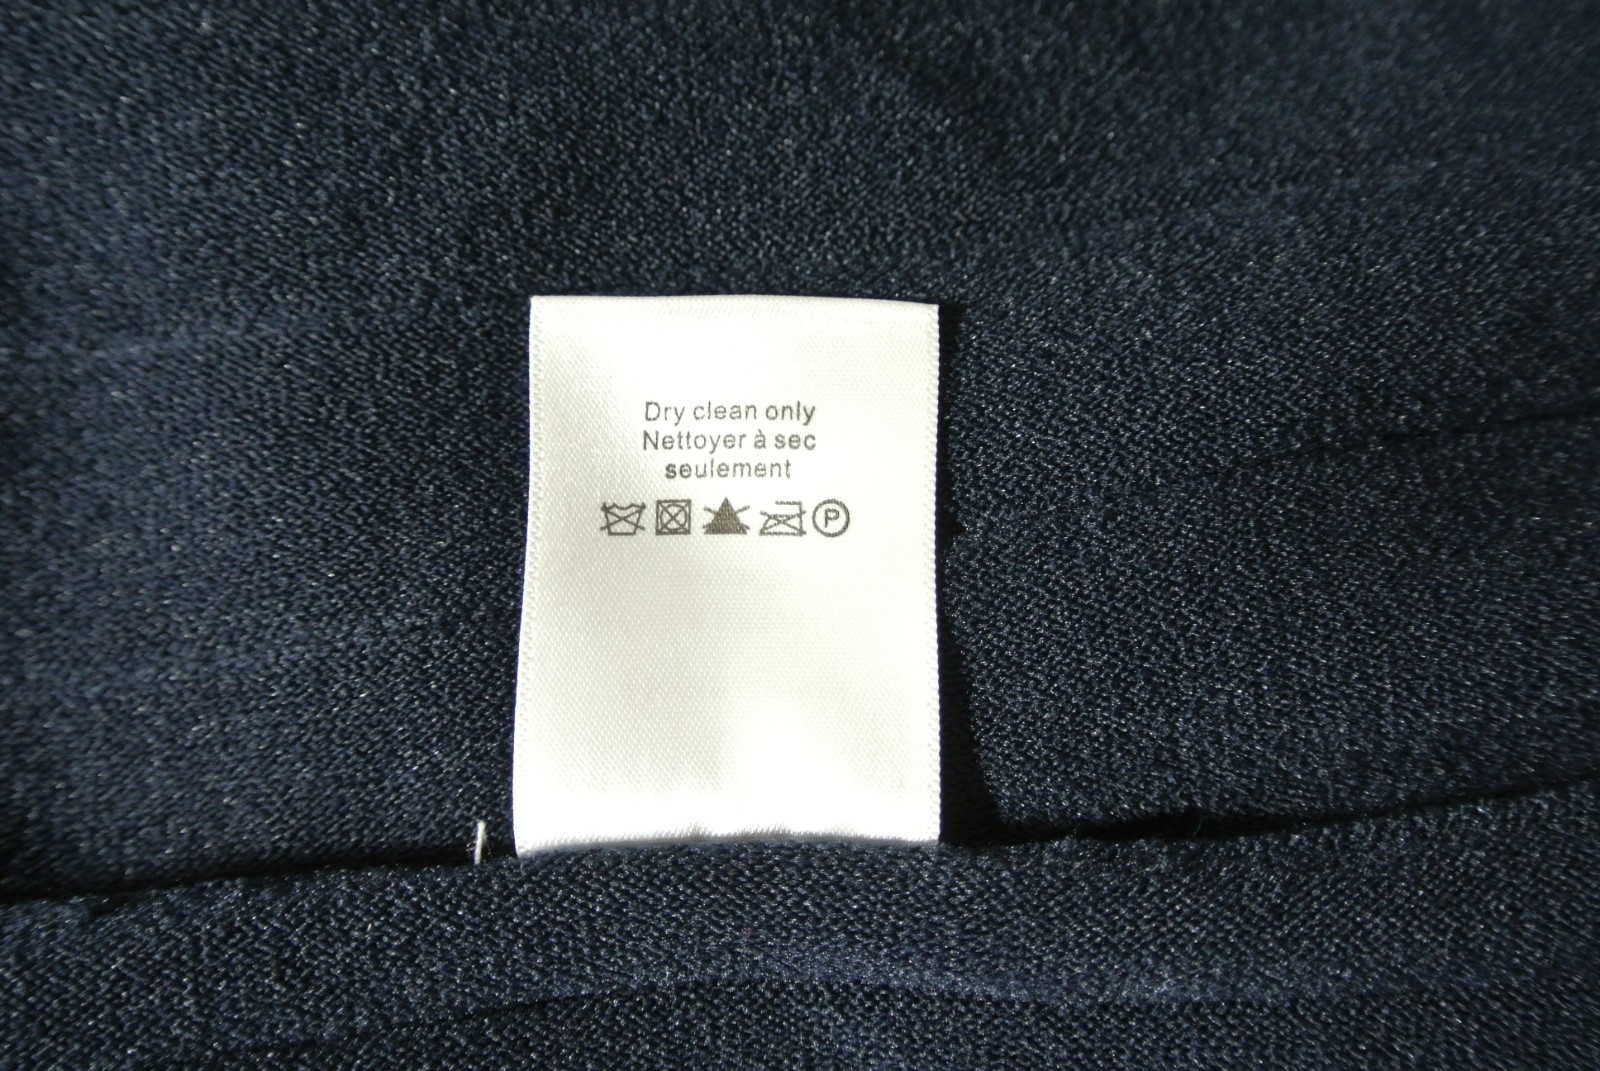 Dry clean only
Nettoyer à sec
seulement
P